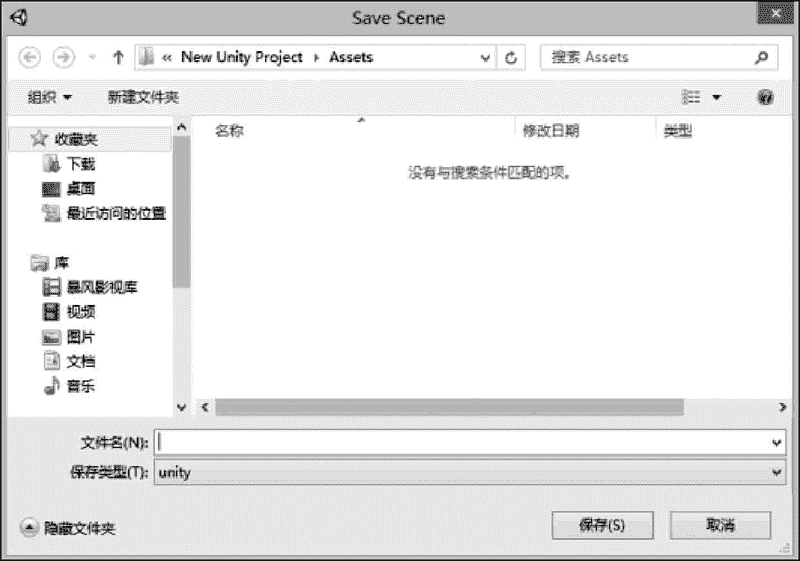 Save Scene
« New Unity Project › Assets
搜索 Assets
组织
新建文件夹
名称
修改日期
类型
没有与搜索条件匹配的项。
收藏夹
下载
桌面
最近访问的位置
库
暴风影视库
视频
图片
文档
音乐
文件名(N):
保存类型(T): unity
隐藏文件夹
保存(S)
取消